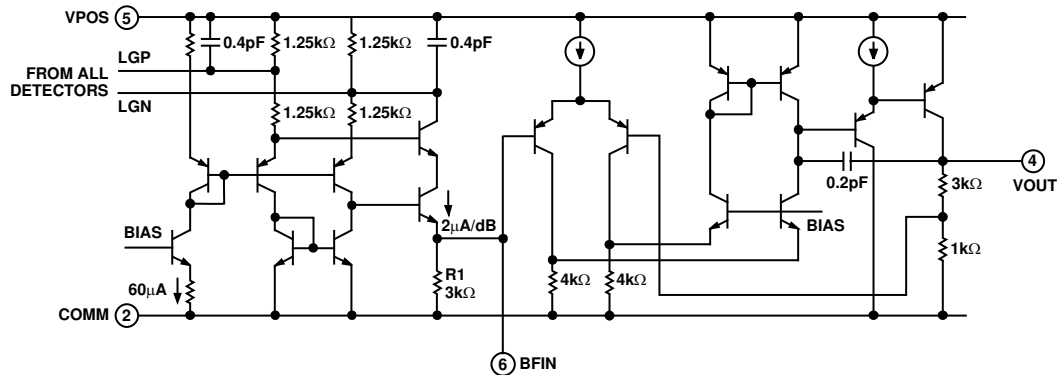 VPOS 5
0.4pF 1.25kΩ 1.25kΩ 0.4pF
LGP
FROM ALL
DETECTORS
LGN
1.25kΩ 1.25kΩ
4
VOUT
0.2pF
3kΩ
BIAS
2μA/dB
BIAS
1kΩ
R1
3kΩ
4kΩ 4kΩ
60μA
COMM 2
6 BFIN